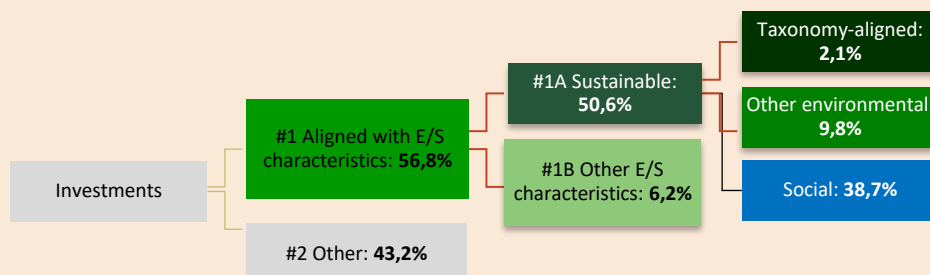 Investments
#1 Aligned with E/S
characteristics: 56,8%
#2 Other: 43,2%
#1A Sustainable:
50,6%
#1B Other E/S
characteristics: 6,2%
Taxonomy-aligned:
2,1%
Other environmental
9,8%
Social: 38,7%